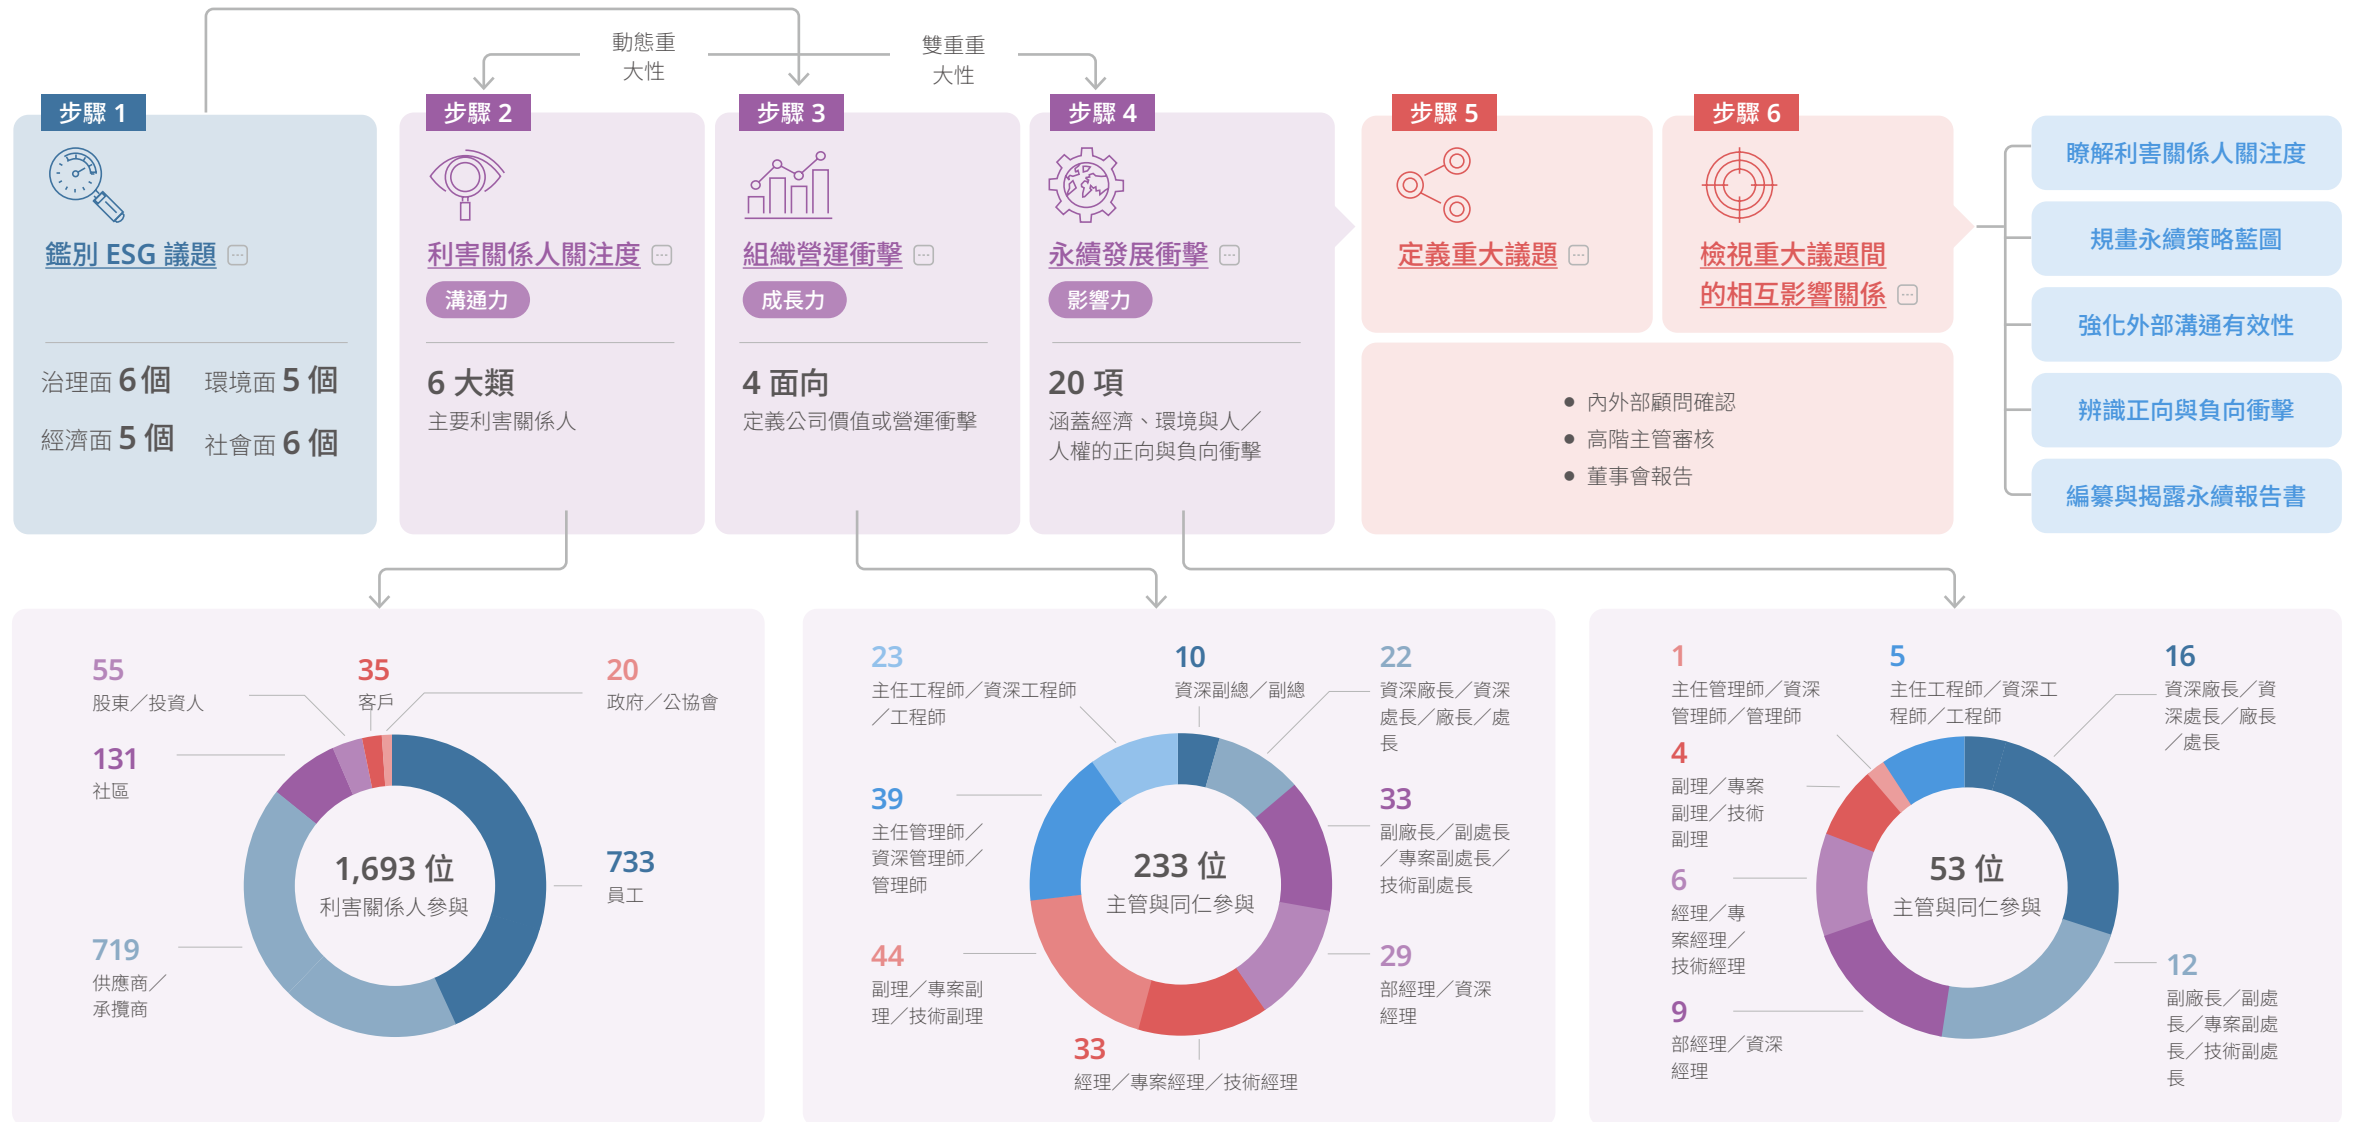 動態重
大性
雙重重
大性
步驟 1
鑑別 ESG 議題
治理面 6個
環境面 5 個
經濟面 5 個
社會面 6 個
步驟 2
利害關係人關注度
溝通力
6 大類
主要利害關係人
步驟 3
組織營運衝擊
成長力
4 面向
定義公司價值或營運衝擊
步驟 4
永續發展衝擊
影響力
20 項
涵蓋經濟、環境與人／
人權的正向與負向衝擊
步驟 5
定義重大議題
步驟 6
檢視重大議題間
的相互影響關係
內外部顧問確認
高階主管審核
董事會報告
瞭解利害關係人關注度
規畫永續策略藍圖
強化外部溝通有效性
辨識正向與負向衝擊
編纂與揭露永續報告書
55
股東／投資人
35
客戶
20
政府／公協會
131
社區
733
員工
719
供應商／
承攬商
1,693 位
利害關係人參與
23
主任工程師／資深工程師
／工程師
10
資深副總／副總
22
資深廠長／資深
處長／廠長／處
長
39
主任管理師／
資深管理師／
管理師
33
副廠長／副處長
／專案副處長／
技術副處長
44
副理／專案副
理／技術副理
29
部經理／資深
經理
33
經理／專案經理／技術經理
233 位
主管與同仁參與
1
主任管理師／資深
管理師／管理師
5
主任工程師／資深工
程師／工程師
16
資深廠長／資
深處長／廠長
／處長
4
副理／專案
副理／技術
副理
6
經理／專
案經理／
技術經理
9
部經理／資深
經理
12
副廠長／副處
長／專案副處
長／技術副處
長
53 位
主管與同仁參與